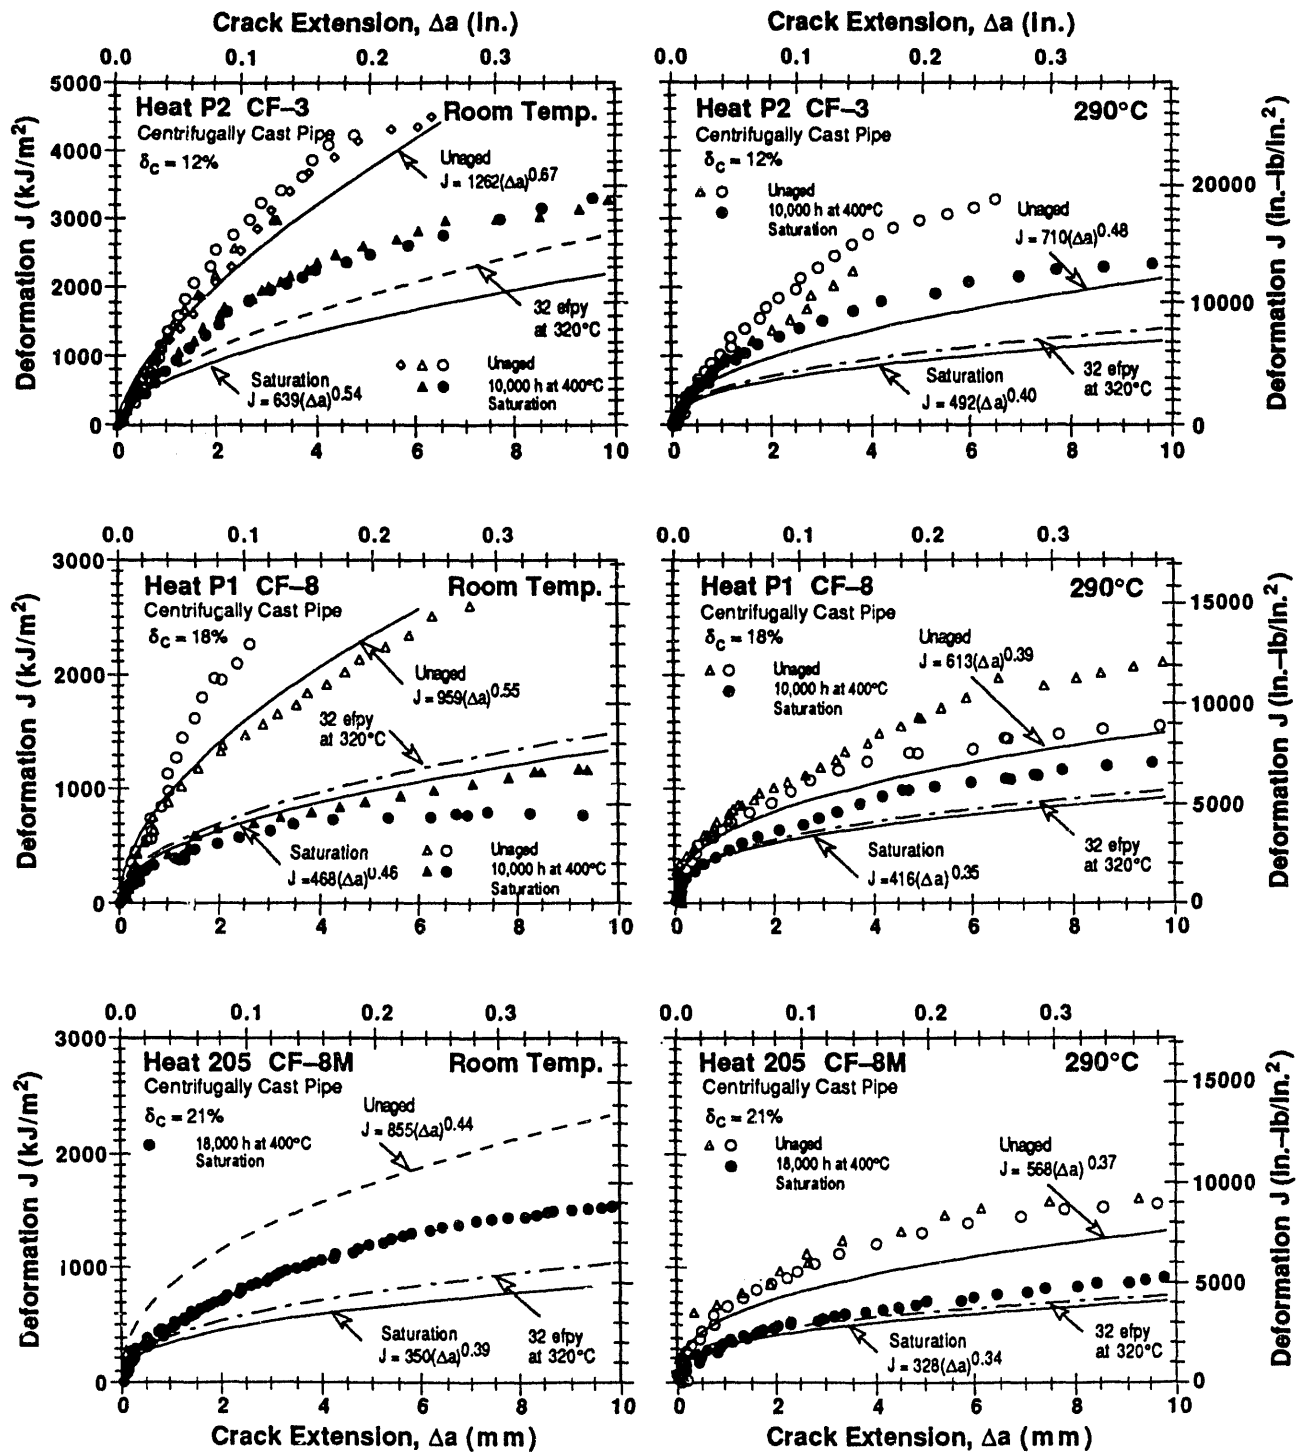 Crack Extension, Δa (in.)
0.0 0.1 0.2 0.3
Deformation J (kJ/m²)
5000
4000
3000
2000
1000
0
Heat P2 CF–3 Room Temp.
Centrifugally Cast Pipe
δC = 12%
Unaged
J = 1262(Δa)0.67
32 efpy
at 320°C
Saturation
J = 639(Δa)0.54
Unaged
10,000 h at 400°C
Saturation
0 2 4 6 8 10
Crack Extension, Δa (in.)
0.0 0.1 0.2 0.3
Heat P2 CF–3 290°C
Centrifugally Cast Pipe
δC = 12%
Unaged
10,000 h at 400°C
Saturation
Unaged
J = 710(Δa)0.48
Saturation
J = 492(Δa)0.40
32 efpy
at 320°C
20000
10000
0
Deformation J (in.–lb/in.²)
0 2 4 6 8 10
0.0 0.1 0.2 0.3
Deformation J (kJ/m²)
3000
2000
1000
0
Heat P1 CF–8 Room Temp.
Centrifugally Cast Pipe
δC = 18%
Unaged
J = 959(Δa)0.55
32 efpy
at 320°C
Saturation
J = 468(Δa)0.46
Unaged
10,000 h at 400°C
Saturation
0 2 4 6 8 10
0.0 0.1 0.2 0.3
Heat P1 CF–8 290°C
Centrifugally Cast Pipe
δC = 18%
Unaged
10,000 h at 400°C
Saturation
Unaged
J = 613(Δa)0.39
Saturation
J = 416(Δa)0.35
32 efpy
at 320°C
15000
10000
5000
0
Deformation J (in.–lb/in.²)
0 2 4 6 8 10
0.0 0.1 0.2 0.3
Deformation J (kJ/m²)
3000
2000
1000
0
Heat 205 CF–8M Room Temp.
Centrifugally Cast Pipe
δC = 21%
18,000 h at 400°C
Saturation
Unaged
J = 855(Δa)0.44
Saturation
J = 350(Δa)0.39
32 efpy
at 320°C
0 2 4 6 8 10
Crack Extension, Δa (mm)
0.0 0.1 0.2 0.3
Heat 205 CF–8M 290°C
Centrifugally Cast Pipe
δC = 21%
Unaged
18,000 h at 400°C
Saturation
Unaged
J = 568(Δa)0.37
Saturation
J = 328(Δa)0.34
32 efpy
at 320°C
15000
10000
5000
0
Deformation J (in.–lb/in.²)
0 2 4 6 8 10
Crack Extension, Δa (mm)